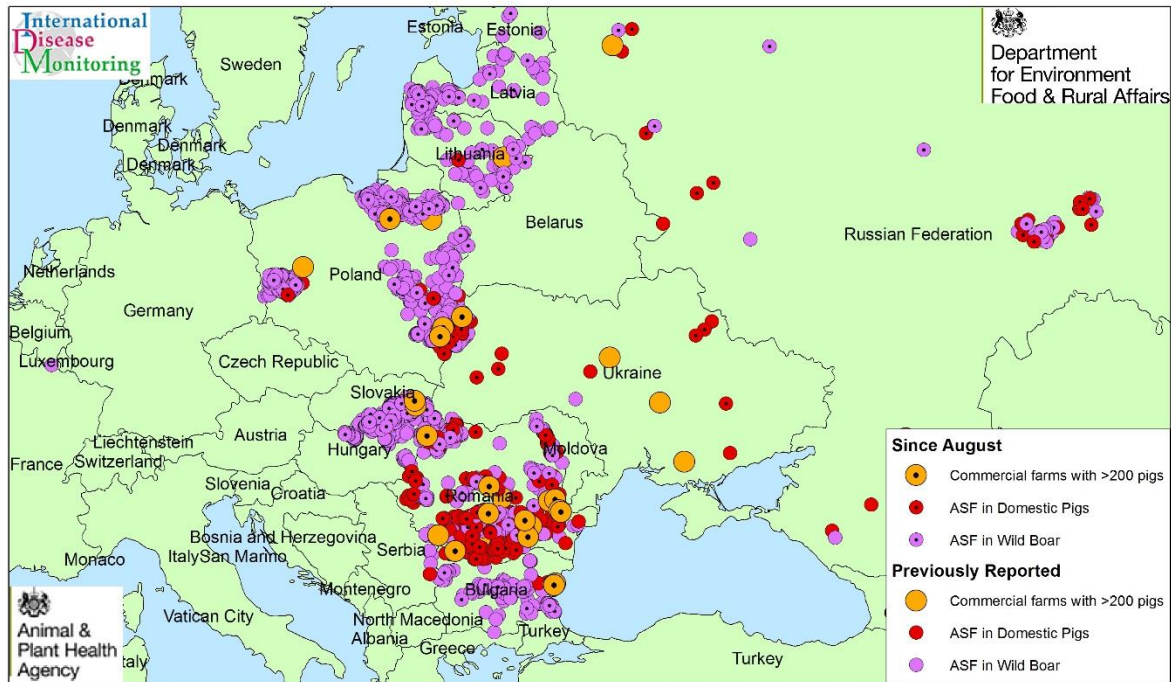 International
Disease
Monitoring
Department
for Environment
Food & Rural Affairs
Estonia
Estonia
Sweden
Denmark
Latvia
Denmark
Denmark
Denmark
Lithuania
Belarus
Russian Federation
Netherlands
Poland
Germany
Belgium
Luxembourg
Czech Republic
Ukraine
Slovakia
Austria
Liechtenstein
Switzerland
Hungary
Moldova
France
Slovenia
Croatia
Romania
Bosnia and Herzegovina
Italy
San Marino
Serbia
Monaco
Montenegro
Bulgaria
Vatican City
North Macedonia
Albania
Turkey
Greece
Turkey
Italy
Since August
Commercial farms with >200 pigs
ASF in Domestic Pigs
ASF in Wild Boar
Previously Reported
Commercial farms with >200 pigs
ASF in Domestic Pigs
ASF in Wild Boar
Animal &
Plant Health
Agency